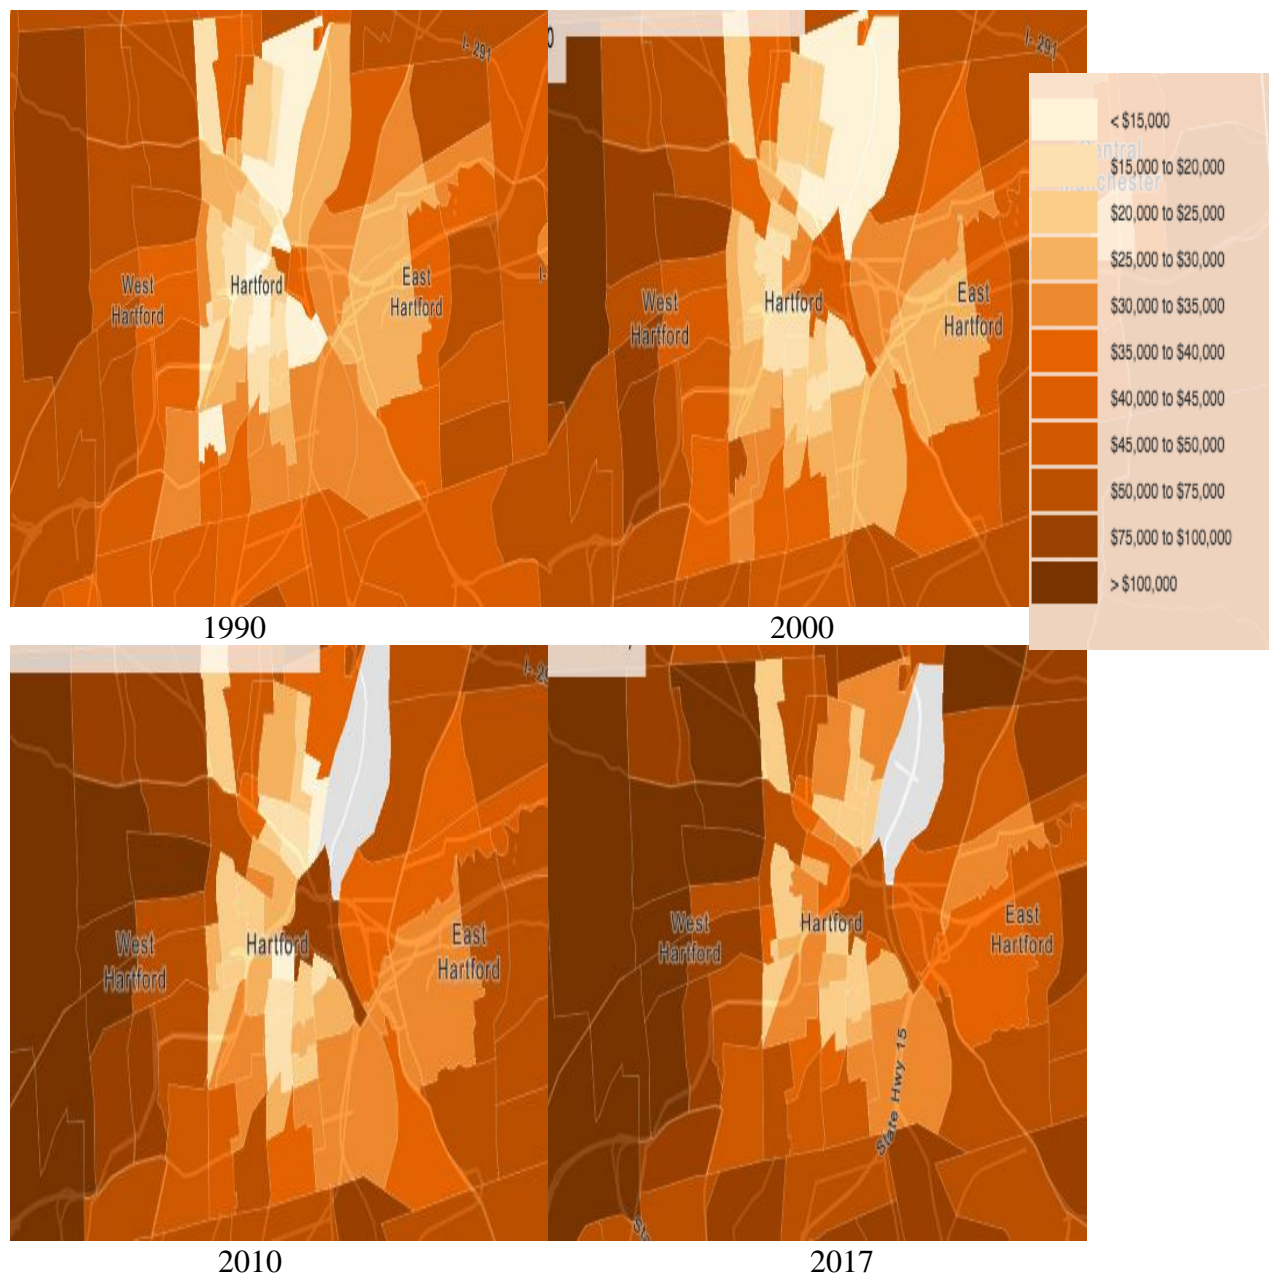 I- 291
West
Hartford
Hartford
East
Hartford
I-
1990
0
I- 291
West
Hartford
Hartford
East
Hartford
2000
< $15,000
$15,000 to $20,000
$20,000 to $25,000
$25,000 to $30,000
$30,000 to $35,000
$35,000 to $40,000
$40,000 to $45,000
$45,000 to $50,000
$50,000 to $75,000
$75,000 to $100,000
> $100,000
West
Hartford
Hartford
East
Hartford
2010
West
Hartford
Hartford
East
Hartford
State Hwy 15
2017